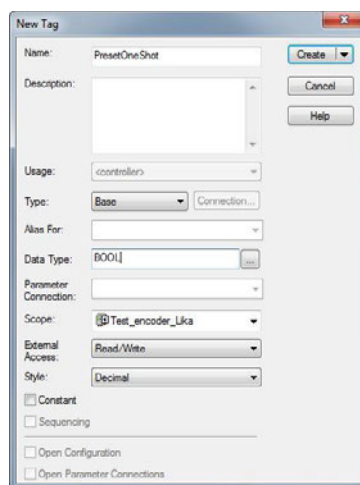 New Tag
Name: PresetOneShot Create
Description: Cancel
Help
Usage: <controller>
Type: Base Connection...
Alias For:
Data Type: BOOL ...
Parameter
Connection:
Scope: Test_encoder_Lika
External
Access: Read/Write
Style: Decimal
Constant
Sequencing
Open Configuration
Open Parameter Connections